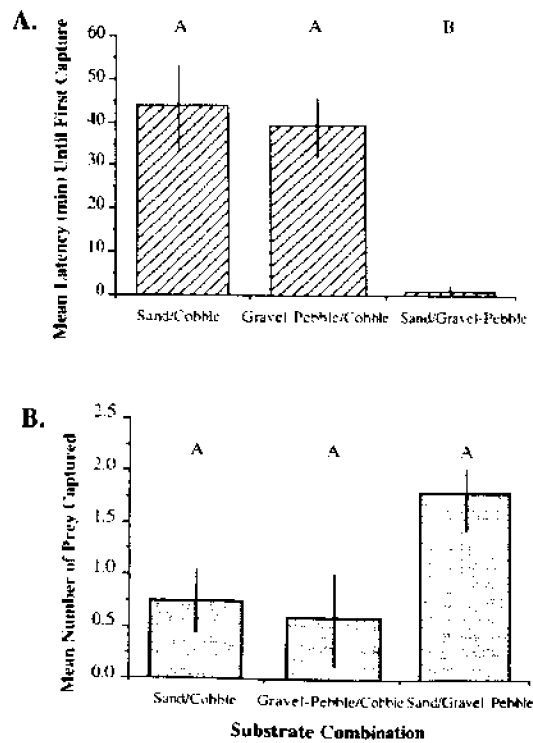 A.
A A B
Mean Latency (min) Until First Capture
60
50
40
30
20
10
0
Sand/Cobble Gravel-Pebble/Cobble Sand/Gravel-Pebble
B.
A A A
Mean Number of Prey Captured
2.5
2.0
1.5
1.0
0.5
0.0
Sand/Cobble Gravel-Pebble/Cobble Sand/Gravel-Pebble
Substrate Combination